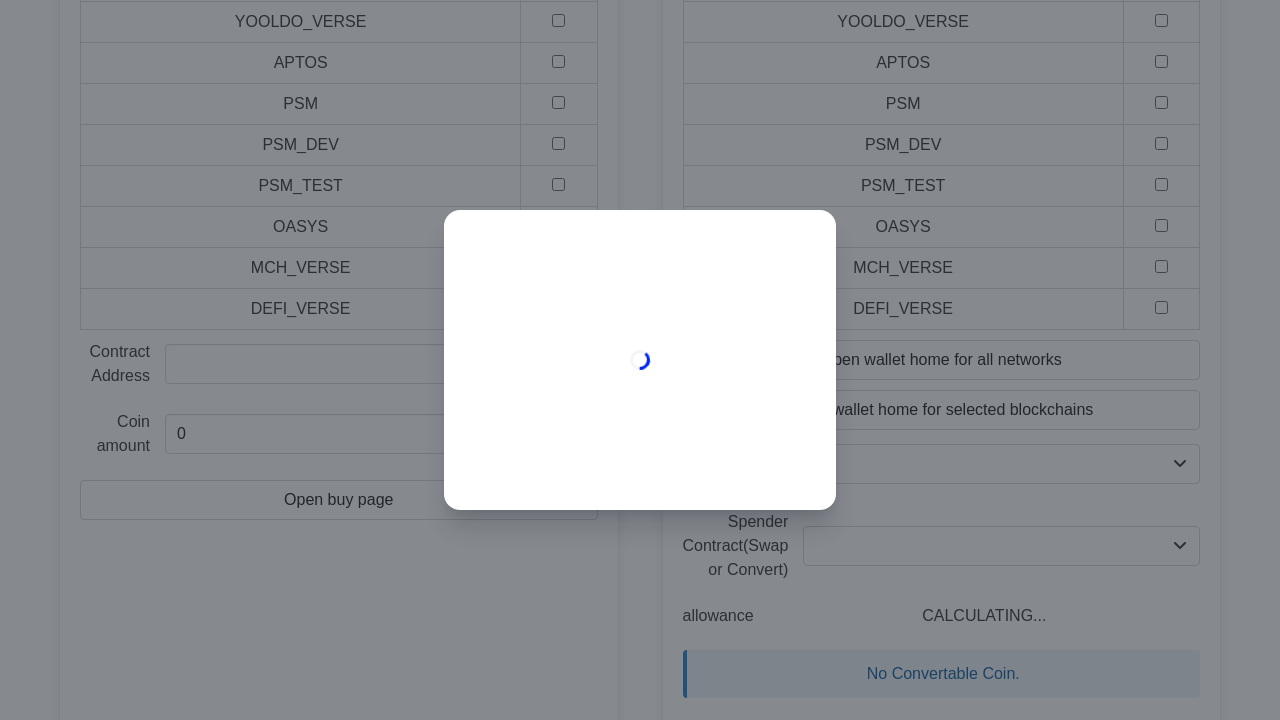 YOOLDO_VERSE
APTOS
PSM
PSM_DEV
PSM_TEST
OASYS
MCH_VERSE
DEFI_VERSE
Contract
Address
Coin
amount
0
Open buy page
YOOLDO_VERSE
APTOS
PSM
PSM_DEV
PSM_TEST
OASYS
MCH_VERSE
DEFI_VERSE
pen wallet home for all networks
wallet home for selected blockchains
Spender
Contract(Swap
or Convert)
allowance
CALCULATING...
No Convertable Coin.